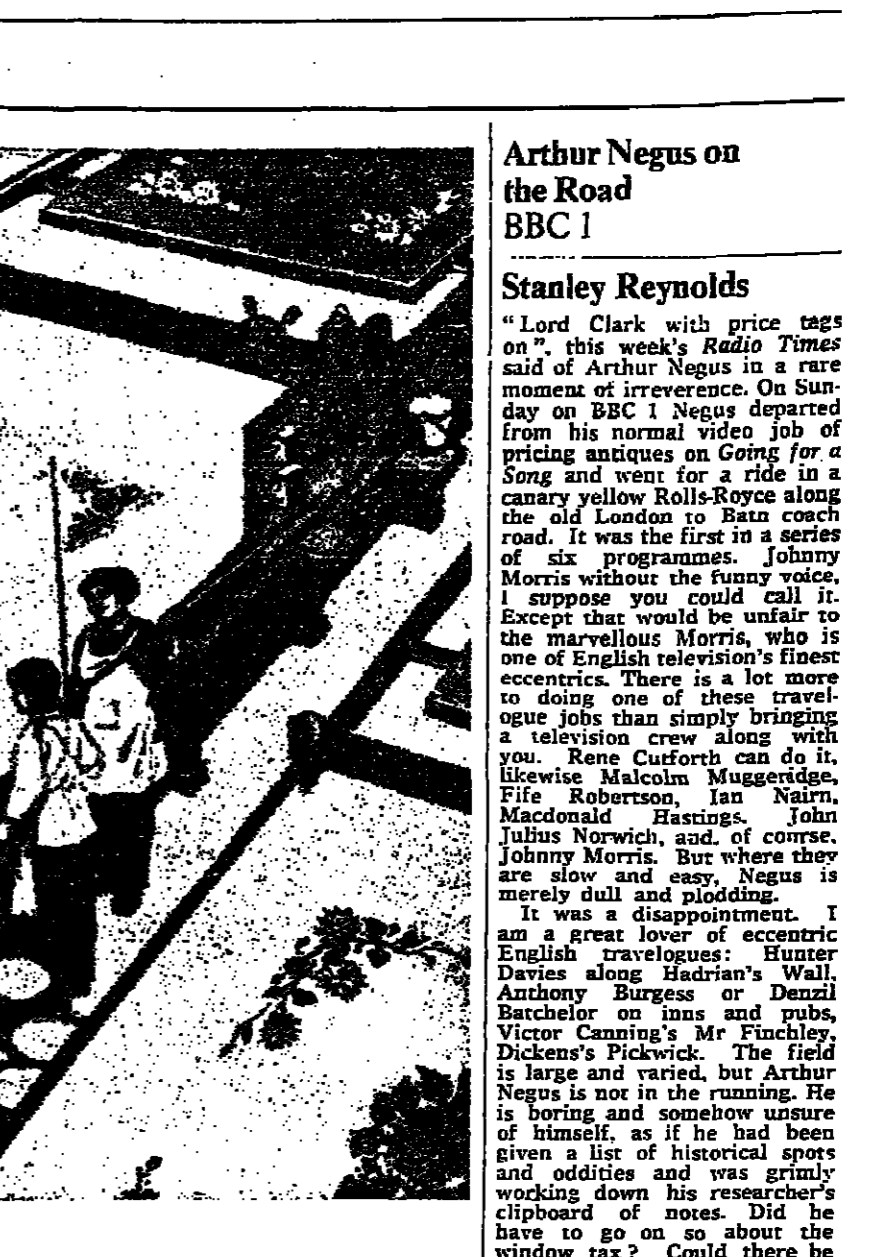 Arthur Negus on
the Road
BBC 1
Stanley Reynolds
“Lord Clark with price tags
on”, this week's Radio Times
said of Arthur Negus in a rare
moment of irreverence. On Sun-
day on BBC 1 Negus departed
from his normal video job of
pricing antiques on Going for a
Song and went for a ride in a
canary yellow Rolls-Royce along
the old London to Bath coach
road. It was the first in a series
of six programmes. Johnny
Morris without the funny voice,
I suppose you could call it.
Except that would be unfair to
the marvellous Morris, who is
one of English television's finest
eccentrics. There is a lot more
to doing one of these travel-
ogue jobs than simply bringing
a television crew along with
you. Rene Cutforth can do it,
likewise Malcolm Muggeridge,
Fife Robertson, Ian Nairn,
Macdonald Hastings, John
Julius Norwich, and, of course,
Johnny Morris. But where they
are slow and easy, Negus is
merely dull and plodding.
It was a disappointment. I
am a great lover of eccentric
English travelogues: Hunter
Davies along Hadrian's Wall,
Anthony Burgess or Denzil
Batchelor on inns and pubs,
Victor Canning's Mr Finchley,
Dickens's Pickwick. The field
is large and varied, but Arthur
Negus is not in the running. He
is boring and somehow unsure
of himself, as if he had been
given a list of historical spots
and oddities and was grimly
working down his researcher's
clipboard of notes. Did he
have to go on so about the
window tax? Could there be